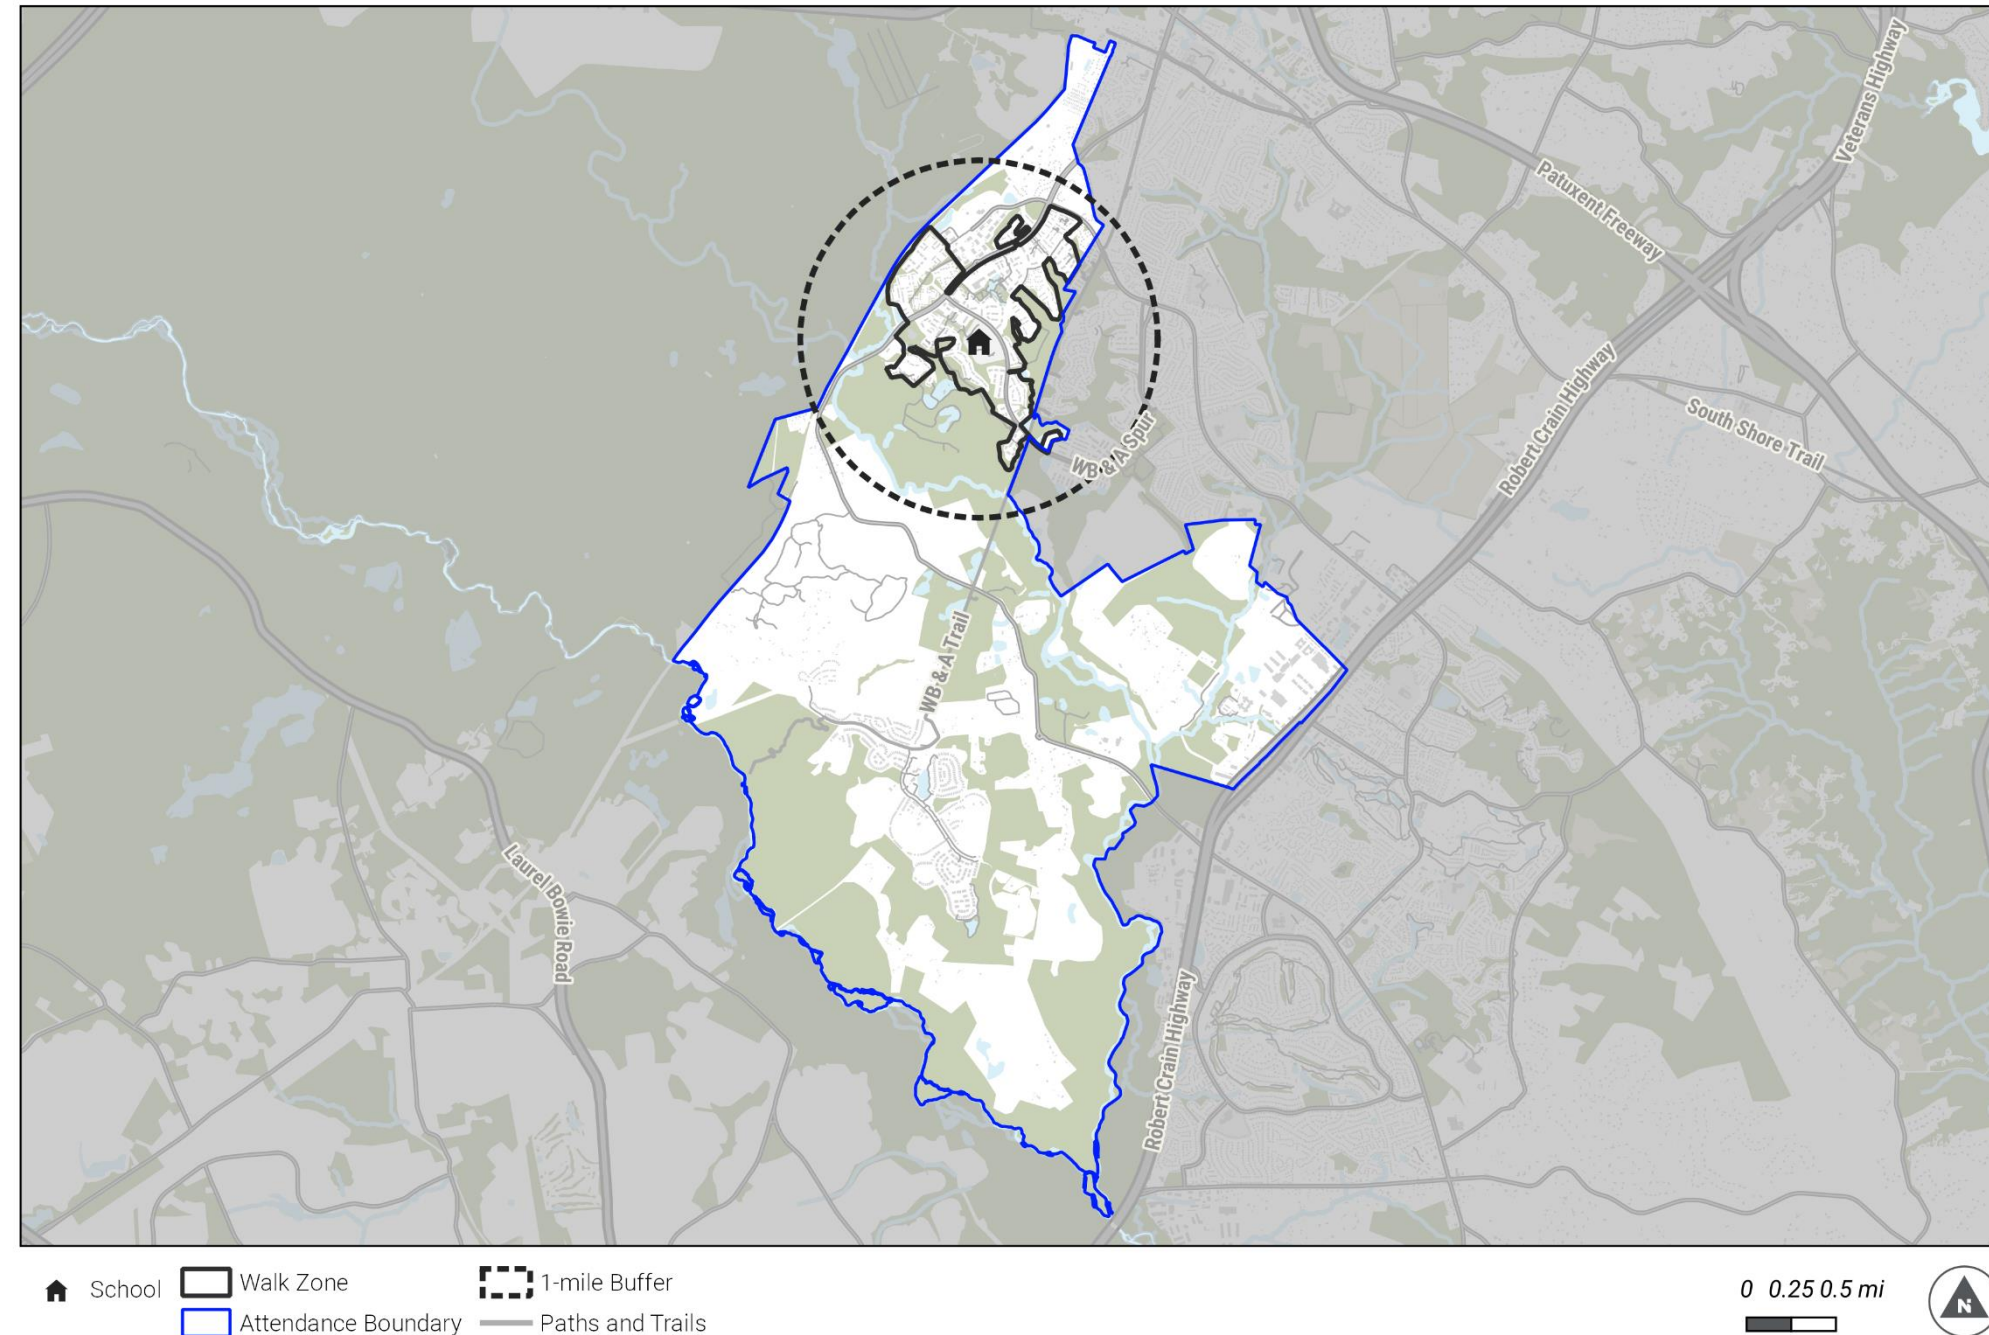 Veterans Highway
Patuxent Freeway
Robert Crain Highway
South Shore Trail
WB & A Spur
WB & A Trail
Laurel Bowie Road
Robert Crain Highway
School
Walk Zone
1-mile Buffer
0 0.25 0.5 mi
Attendance Boundary
Paths and Trails
N